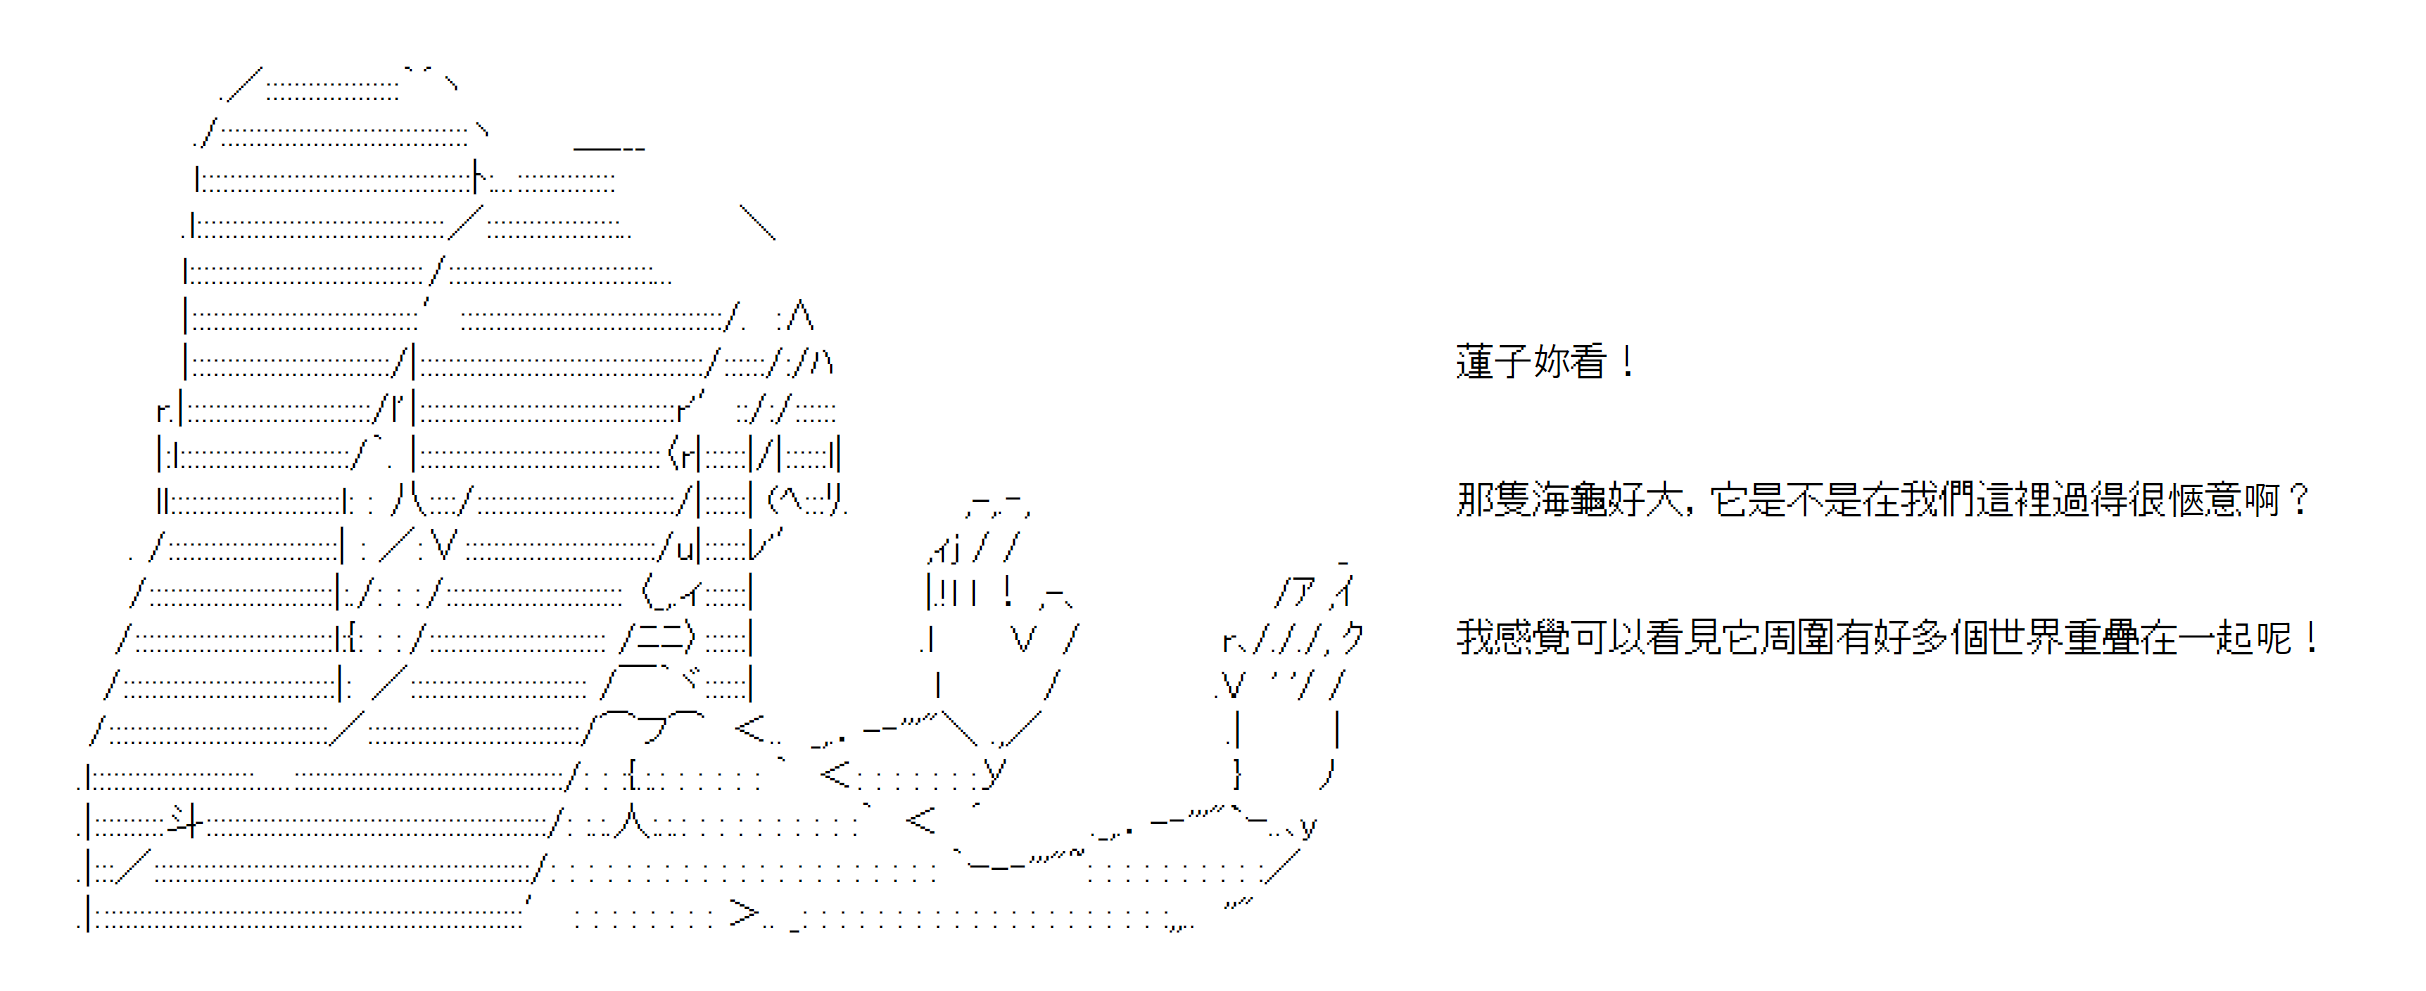 蓮子妳看！
那隻海龜好大，它是不是在我們這裡過得很愜意啊？
我感覺可以看見它周圍有好多個世界重疊在一起呢！